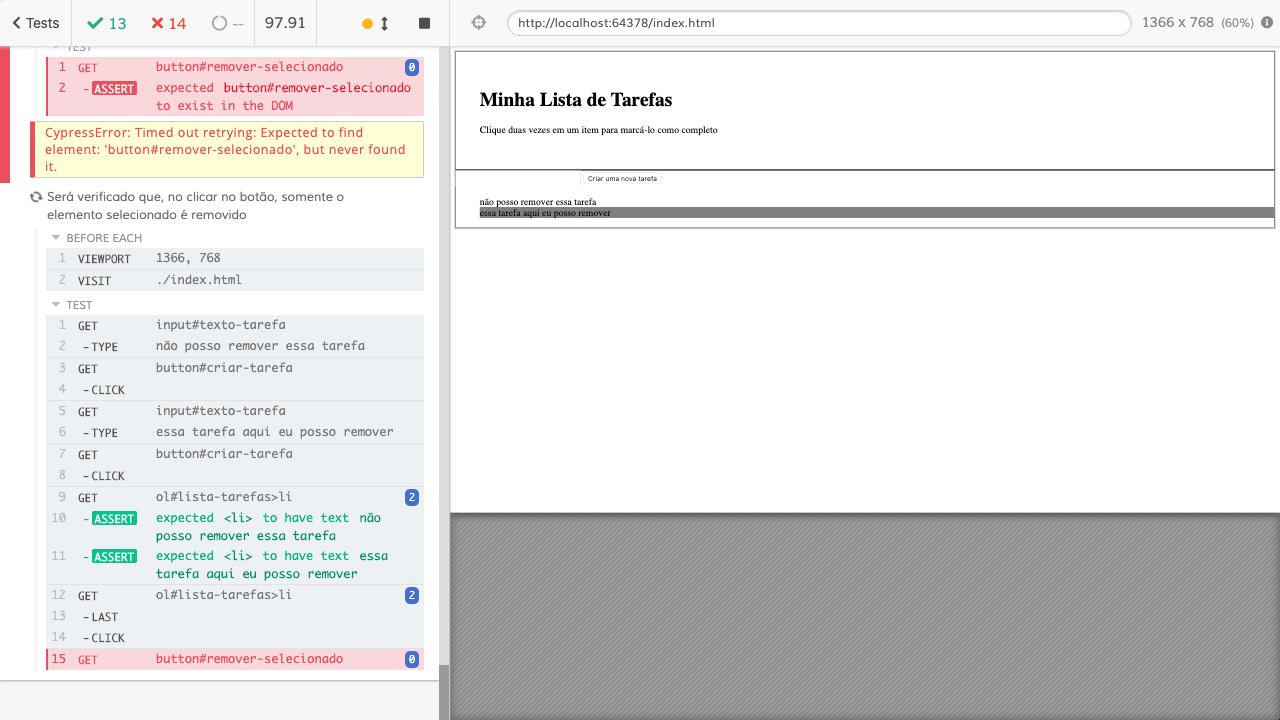 Tests 13 14 -- 97.91 http://localhost:64378/index.html 1366 x 768 (60%)
TEST
1 GET button#remover-selecionado 0
2 -ASSERT expected button#remover-selecionado
to exist in the DOM
CypressError: Timed out retrying: Expected to find
element: 'button#remover-selecionado', but never found
it.
Será verificado que, no clicar no botão, somente o
elemento selecionado é removido
BEFORE EACH
1 VIEWPORT 1366, 768
2 VISIT ./index.html
TEST
1 GET input#texto-tarefa
2 -TYPE não posso remover essa tarefa
3 GET button#criar-tarefa
4 -CLICK
5 GET input#texto-tarefa
6 -TYPE essa tarefa aqui eu posso remover
7 GET button#criar-tarefa
8 -CLICK
9 GET ol#lista-tarefas>li 2
10 -ASSERT expected <li> to have text não
posso remover essa tarefa
11 -ASSERT expected <li> to have text essa
tarefa aqui eu posso remover
12 GET ol#lista-tarefas>li 2
13 -LAST
14 -CLICK
15 GET button#remover-selecionado 0
Minha Lista de Tarefas
Clique duas vezes em um item para marcá-lo como completo
Criar uma nova tarefa
não posso remover essa tarefa
essa tarefa aqui eu posso remover